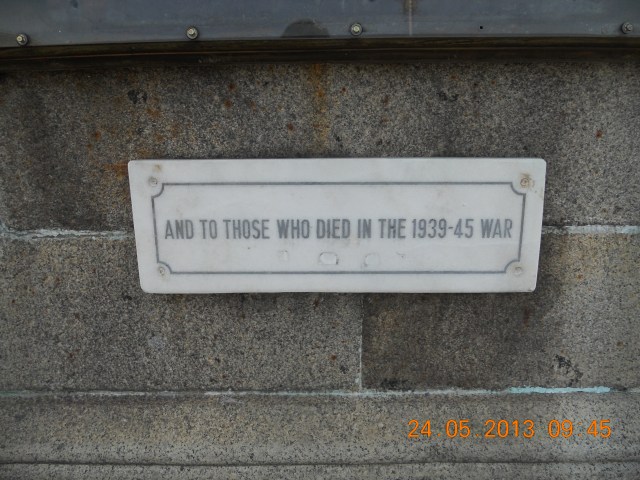 AND TO THOSE WHO DIED IN THE 1939-45 WAR
24.05.2013 09:45